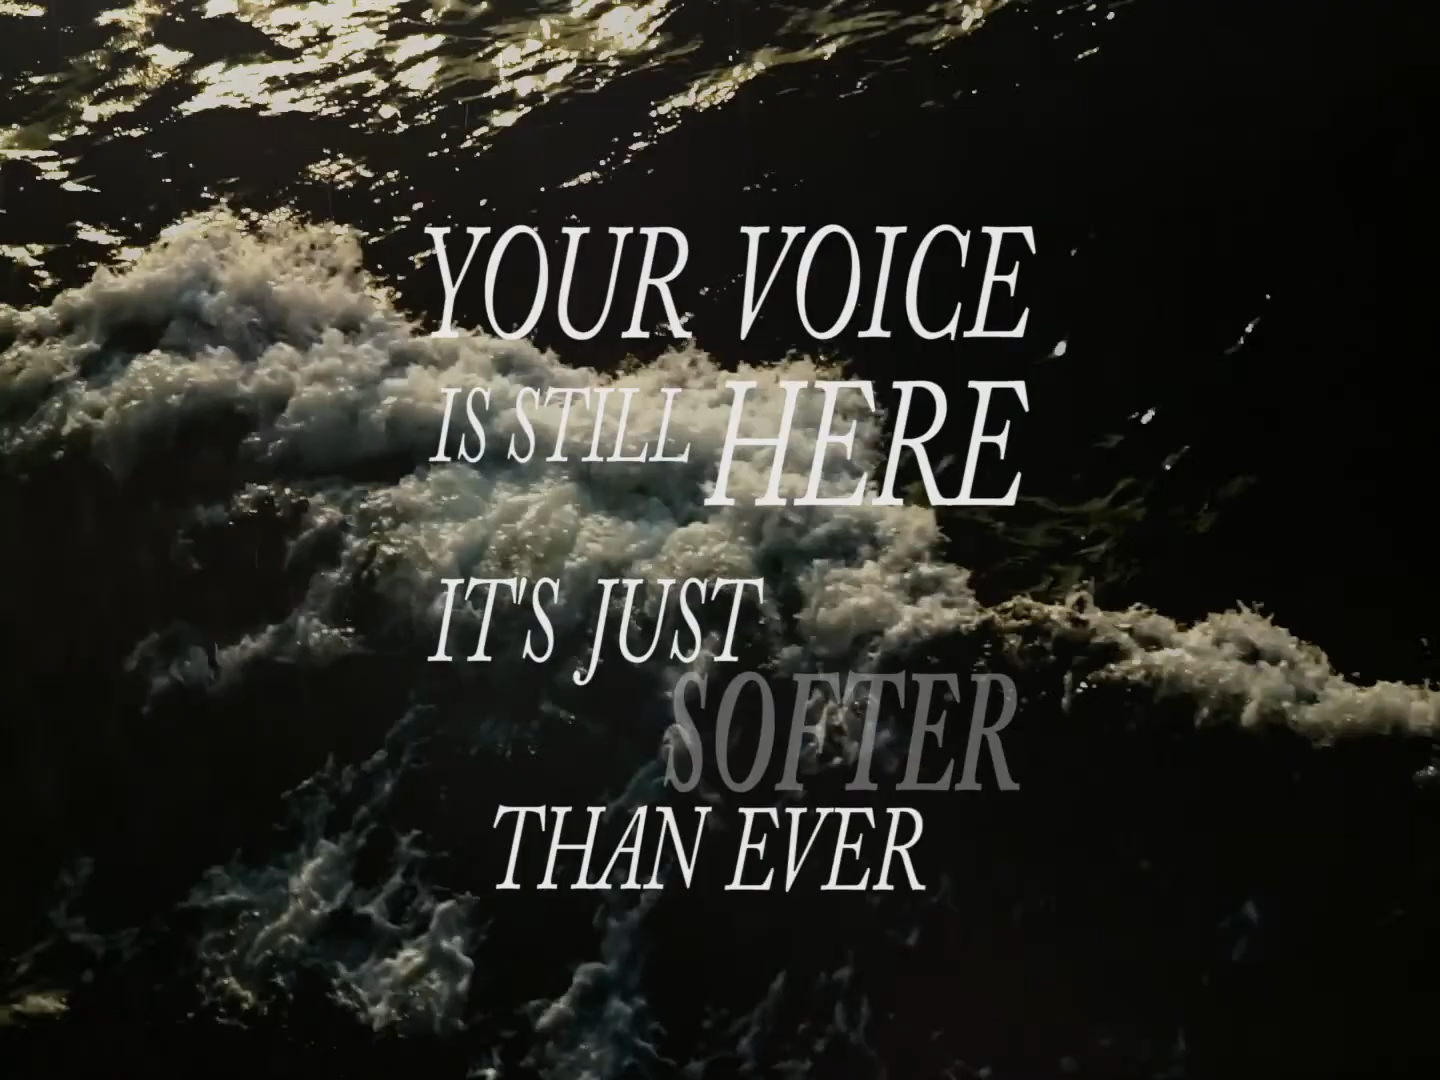 YOUR VOICE
IS STILL HERE
IT'S JUST
SOFTER
THAN EVER